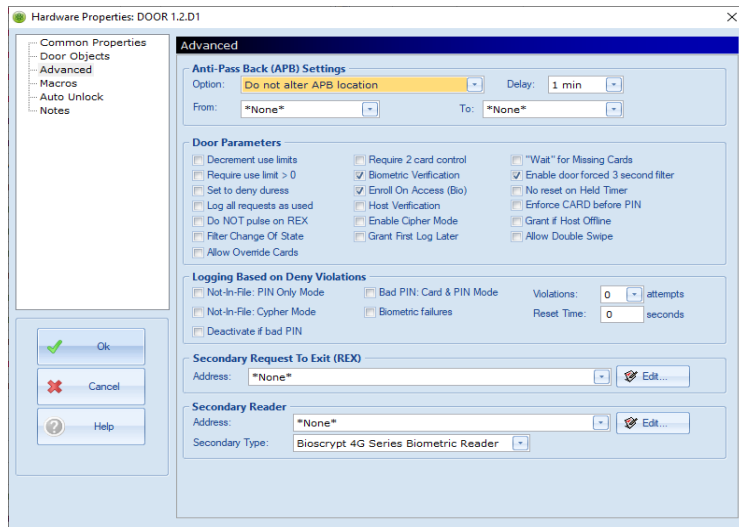 Hardware Properties: DOOR 1.2.D1
Common Properties
Door Objects
Advanced
Macros
Auto Unlock
Notes
Ok
Cancel
Help
Advanced
Anti-Pass Back (APB) Settings
Option: Do not alter APB location Delay: 1 min
From: *None* To: *None*
Door Parameters
Decrement use limits Require 2 card control "Wait" for Missing Cards
Require use limit > 0 Biometric Verification Enable door forced 3 second filter
Set to deny duress Enroll On Access (Bio) No reset on Held Timer
Log all requests as used Host Verification Enforce CARD before PIN
Do NOT pulse on REX Enable Cipher Mode Grant if Host Offline
Filter Change Of State Grant First Log Later Allow Double Swipe
Allow Override Cards
Logging Based on Deny Violations
Not-In-File: PIN Only Mode Bad PIN: Card & PIN Mode Violations: 0 attempts
Not-In-File: Cypher Mode Biometric failures Reset Time: 0 seconds
Deactivate if bad PIN
Secondary Request To Exit (REX)
Address: *None* Edit...
Secondary Reader
Address: *None* Edit...
Secondary Type: Bioscrypt 4G Series Biometric Reader